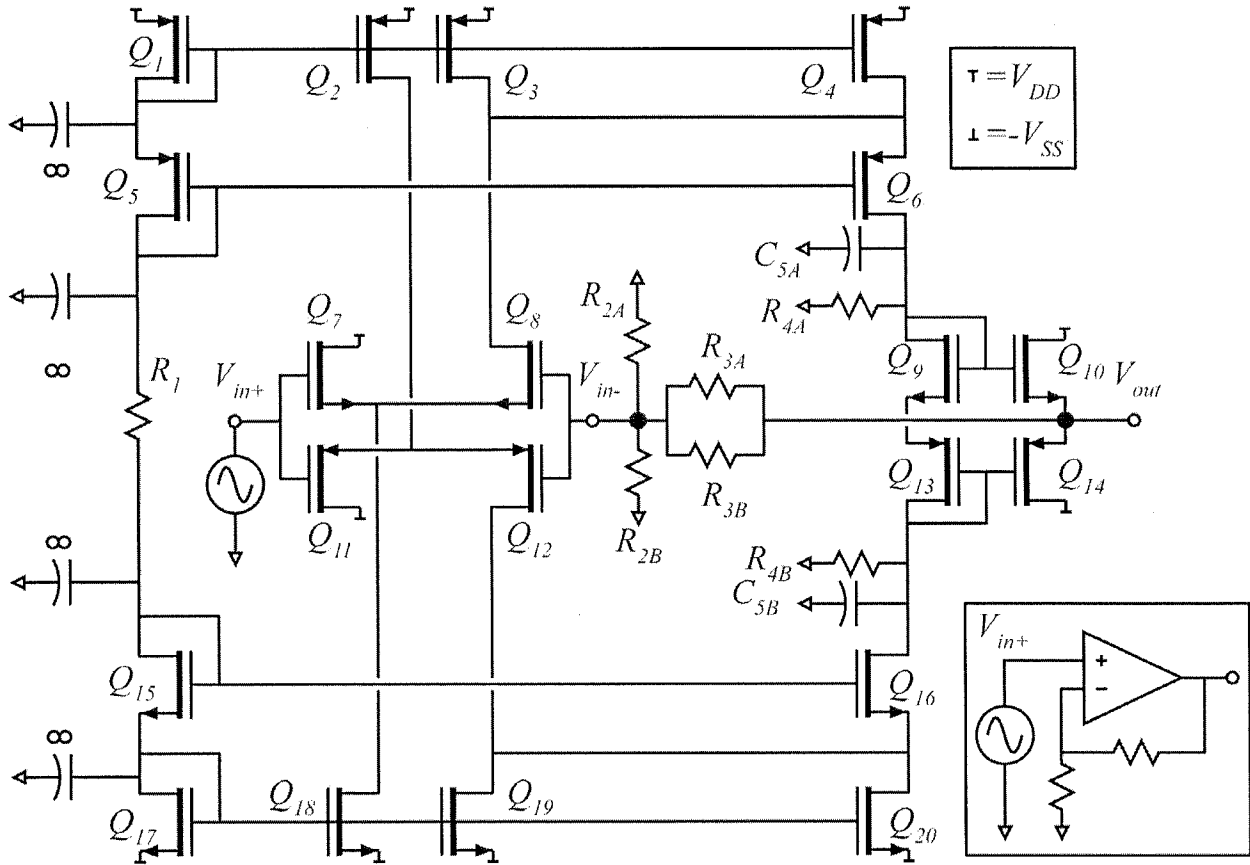 Q1
Q2
Q3
Q4
⊤ = VDD
⊥ = -VSS
∞
Q5
Q6
C5A
∞
R4A
R2A
Q7
Q8
R3A
Q9
Q10
Vout
∞
R1
Vin+
Vin-
R3B
Q13
Q14
Q11
Q12
R2B
∞
R4B
C5B
Vin+
+
-
Q15
Q16
∞
Q17
Q18
Q19
Q20